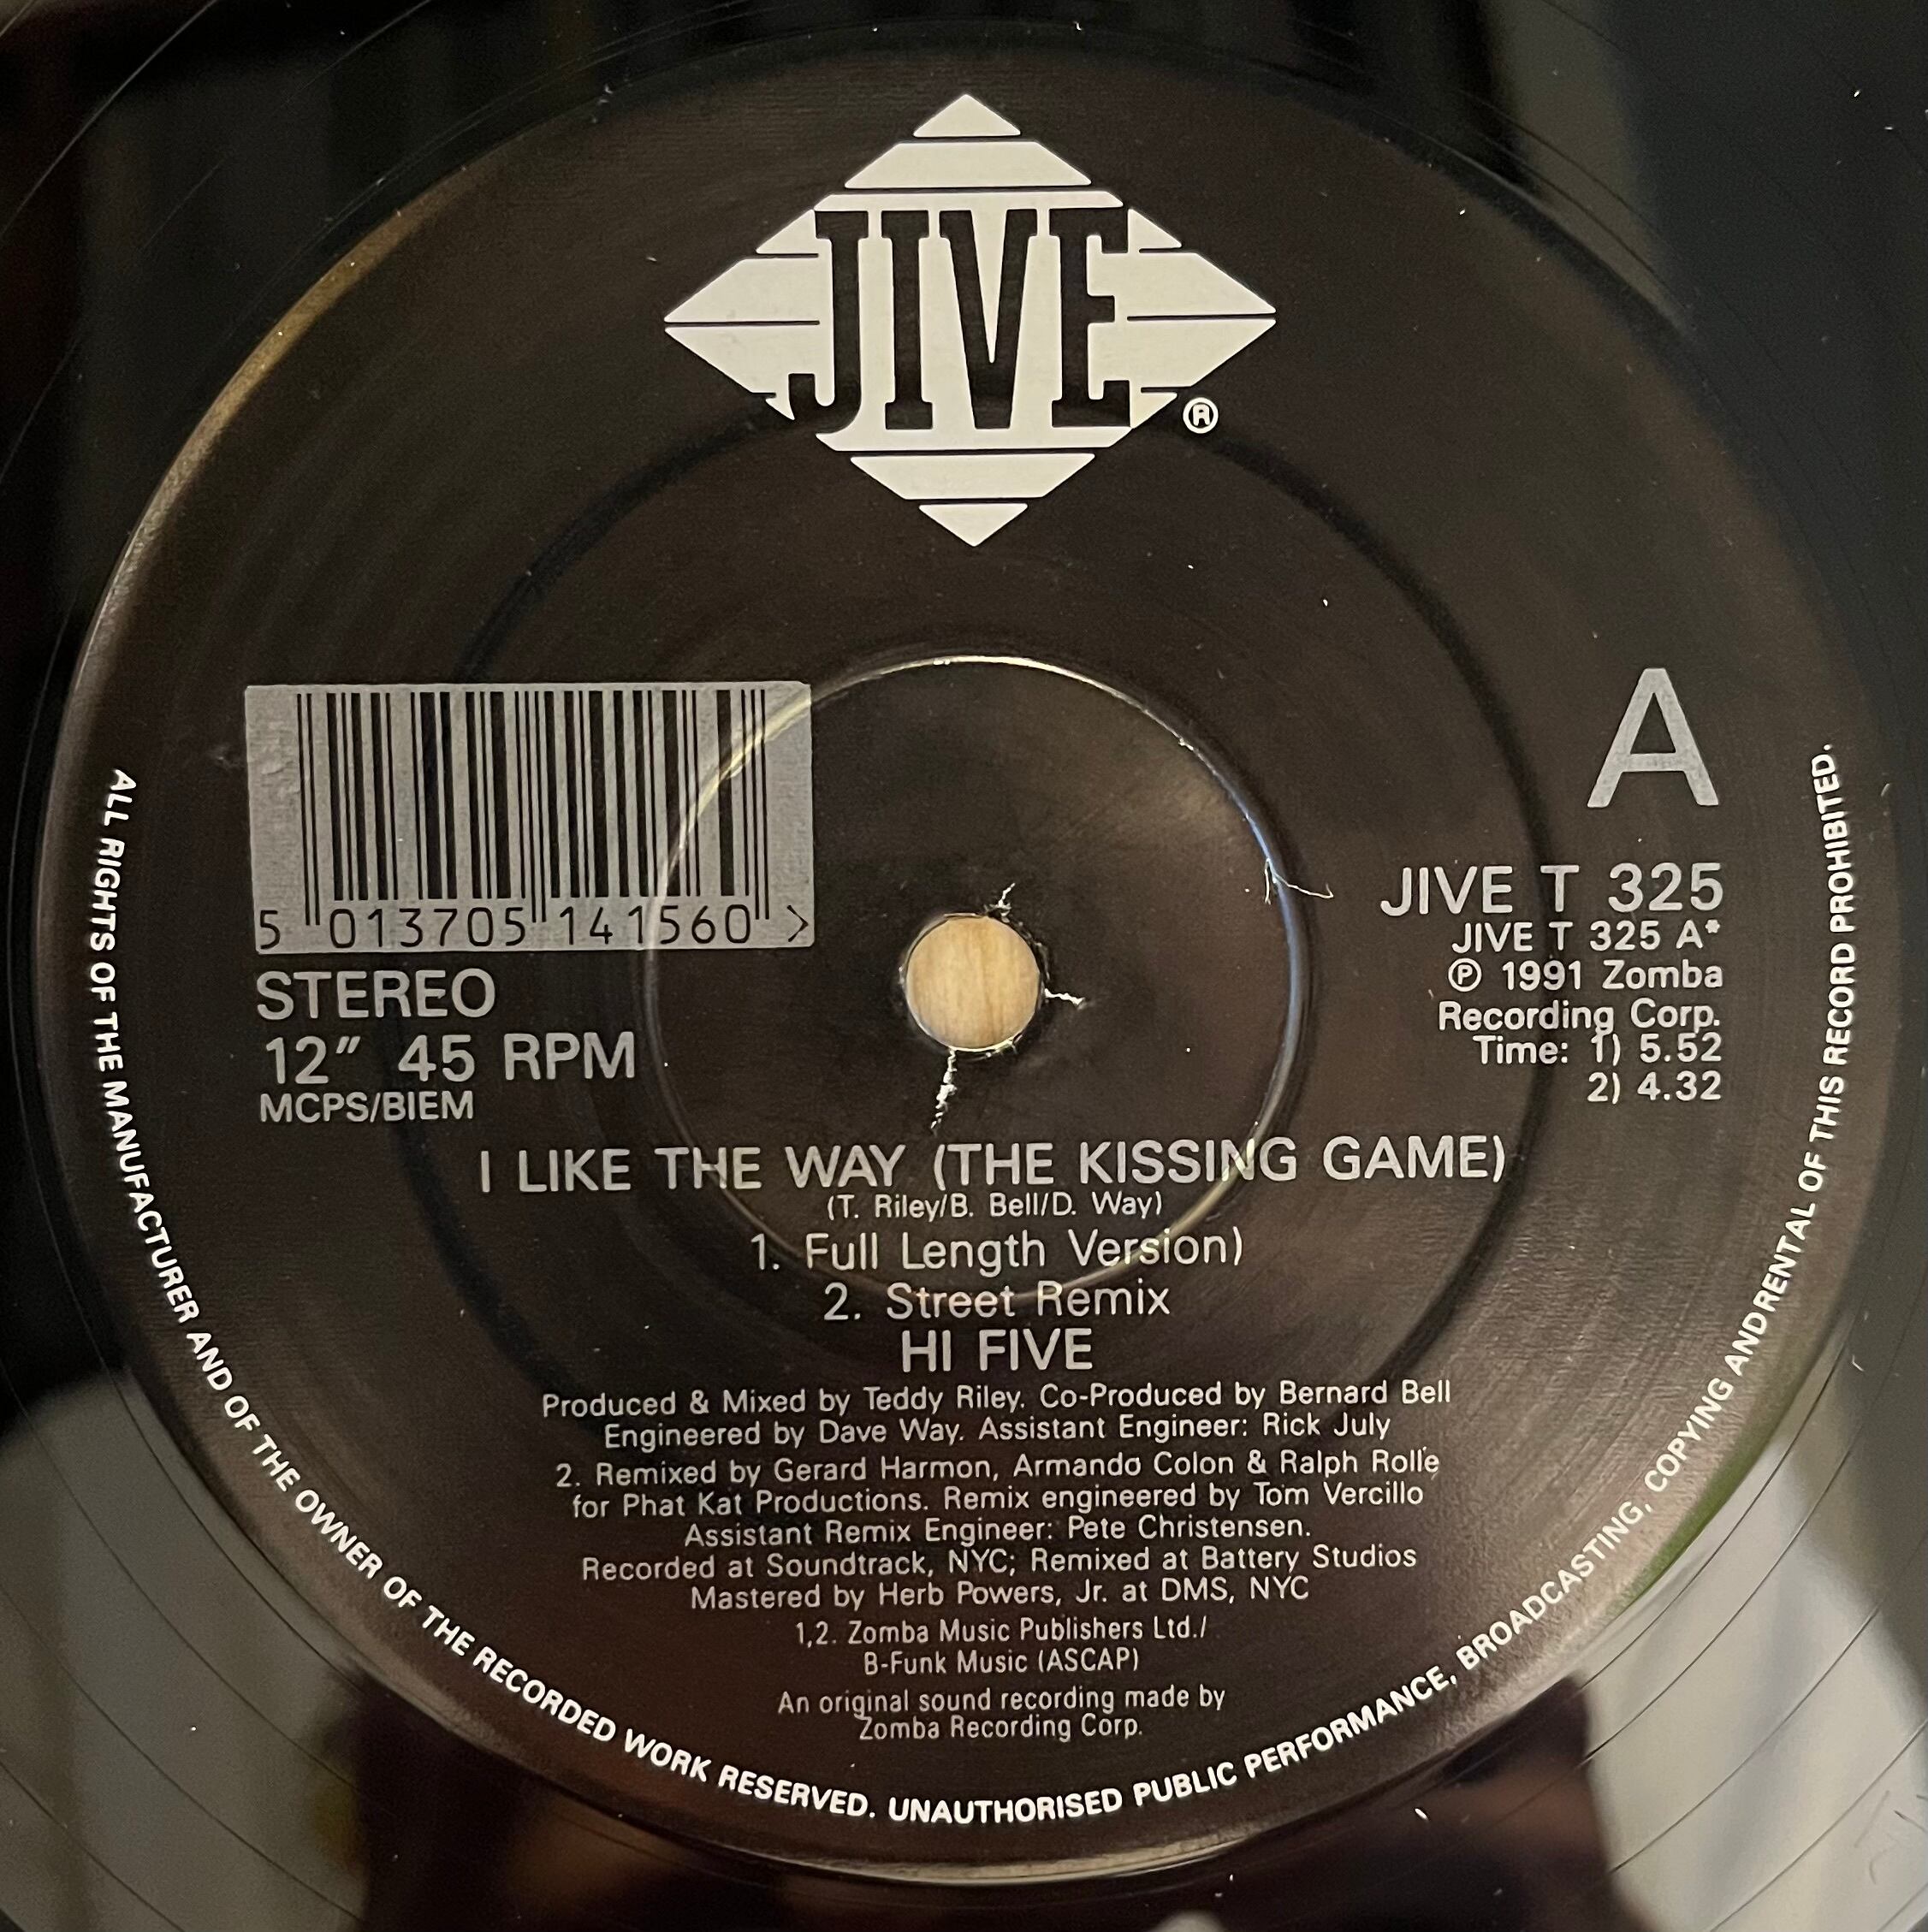 JIVE
®
A
5 013705 141560 >
STEREO
12" 45 RPM
MCPS/BIEM
JIVE T 325
JIVE T 325 A*
℗ 1991 Zomba
Recording Corp.
Time: 1) 5.52
2) 4.32
I LIKE THE WAY (THE KISSING GAME)
(T. Riley/B. Bell/D. Way)
1. Full Length Version)
2. Street Remix
HI FIVE
Produced & Mixed by Teddy Riley. Co-Produced by Bernard Bell
Engineered by Dave Way. Assistant Engineer: Rick July
2. Remixed by Gerard Harmon, Armando Colon & Ralph Rolle
for Phat Kat Productions. Remix engineered by Tom Vercillo
Assistant Remix Engineer: Pete Christensen.
Recorded at Soundtrack, NYC; Remixed at Battery Studios
Mastered by Herb Powers, Jr. at DMS, NYC
1,2. Zomba Music Publishers Ltd./
B-Funk Music (ASCAP)
An original sound recording made by
Zomba Recording Corp.
ALL RIGHTS OF THE MANUFACTURER AND OF THE OWNER OF THE RECORDED WORK RESERVED. UNAUTHORISED PUBLIC PERFORMANCE, BROADCASTING, COPYING AND RENTAL OF THIS RECORD PROHIBITED.